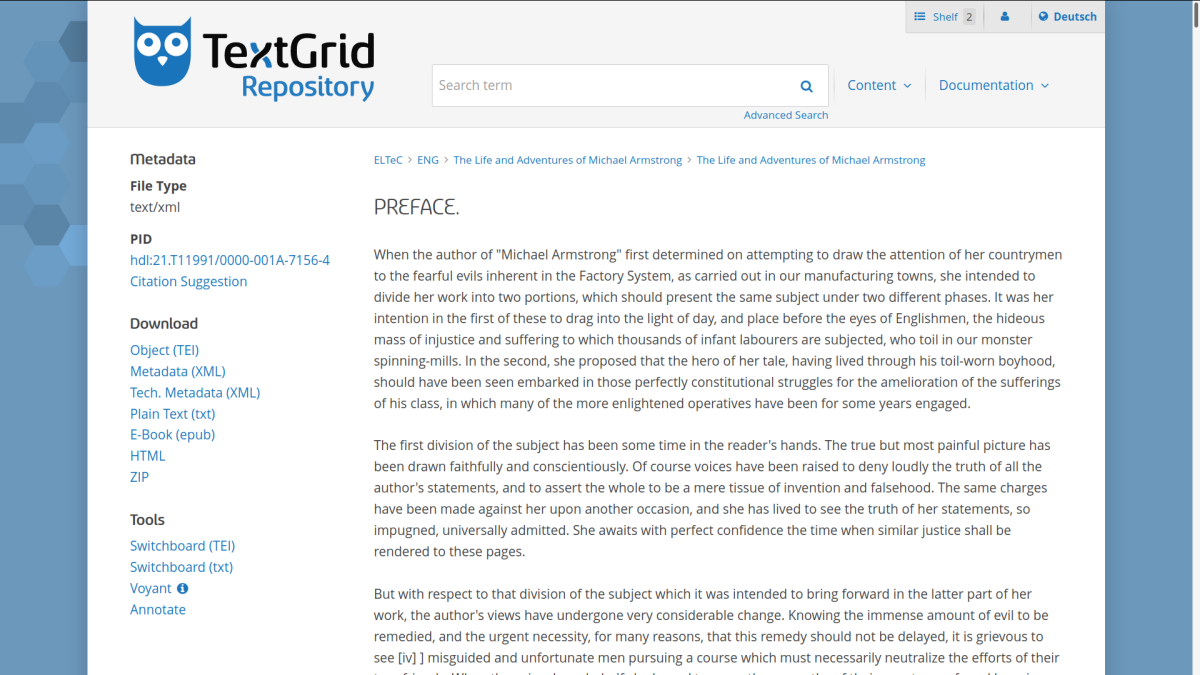 Shelf 2
Deutsch
TextGrid
Repository
Search term
Content
Documentation
Advanced Search
Metadata
File Type
text/xml
PID
hdl:21.T11991/0000-001A-7156-4
Citation Suggestion
Download
Object (TEI)
Metadata (XML)
Tech. Metadata (XML)
Plain Text (txt)
E-Book (epub)
HTML
ZIP
Tools
Switchboard (TEI)
Switchboard (txt)
Voyant
Annotate
ELTeC > ENG > The Life and Adventures of Michael Armstrong > The Life and Adventures of Michael Armstrong
PREFACE.
When the author of "Michael Armstrong" first determined on attempting to draw the attention of her countrymen
to the fearful evils inherent in the Factory System, as carried out in our manufacturing towns, she intended to
divide her work into two portions, which should present the same subject under two different phases. It was her
intention in the first of these to drag into the light of day, and place before the eyes of Englishmen, the hideous
mass of injustice and suffering to which thousands of infant labourers are subjected, who toil in our monster
spinning-mills. In the second, she proposed that the hero of her tale, having lived through his toil-worn boyhood,
should have been seen embarked in those perfectly constitutional struggles for the amelioration of the sufferings
of his class, in which many of the more enlightened operatives have been for some years engaged.
The first division of the subject has been some time in the reader's hands. The true but most painful picture has
been drawn faithfully and conscientiously. Of course voices have been raised to deny loudly the truth of all the
author's statements, and to assert the whole to be a mere tissue of invention and falsehood. The same charges
have been made against her upon another occasion, and she has lived to see the truth of her statements, so
impugned, universally admitted. She awaits with perfect confidence the time when similar justice shall be
rendered to these pages.
But with respect to that division of the subject which it was intended to bring forward in the latter part of her
work, the author's views have undergone very considerable change. Knowing the immense amount of evil to be
remedied, and the urgent necessity, for many reasons, that this remedy should not be delayed, it is grievous to
see [iv] ] misguided and unfortunate men pursuing a course which must necessarily neutralize the efforts of their